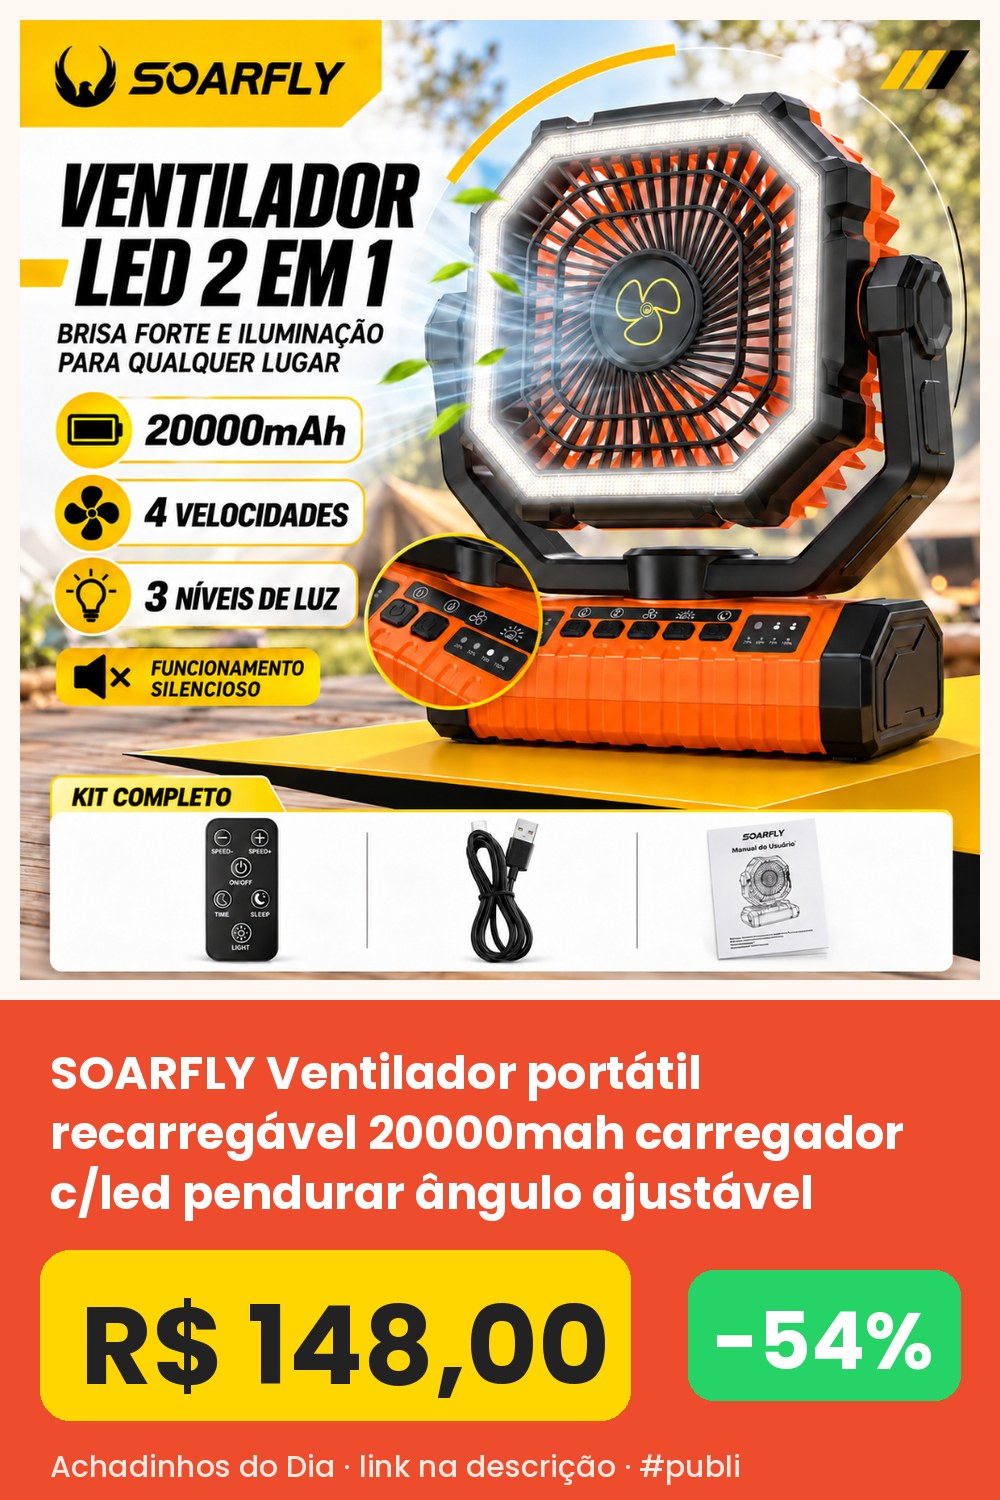 SOARFLY
VENTILADOR
LED 2 EM 1
BRISA FORTE E ILUMINAÇÃO
PARA QUALQUER LUGAR
20000mAh
4 VELOCIDADES
3 NÍVEIS DE LUZ
FUNCIONAMENTO
SILENCIOSO
KIT COMPLETO
SPEED- SPEED+
ON/OFF
TIME SLEEP
LIGHT
SOARFLY
Manual do Usuário
SOARFLY Ventilador portátil
recarregável 20000mah carregador
c/led pendurar ângulo ajustável
R$ 148,00
-54%
Achadinhos do Dia · link na descrição · #publi